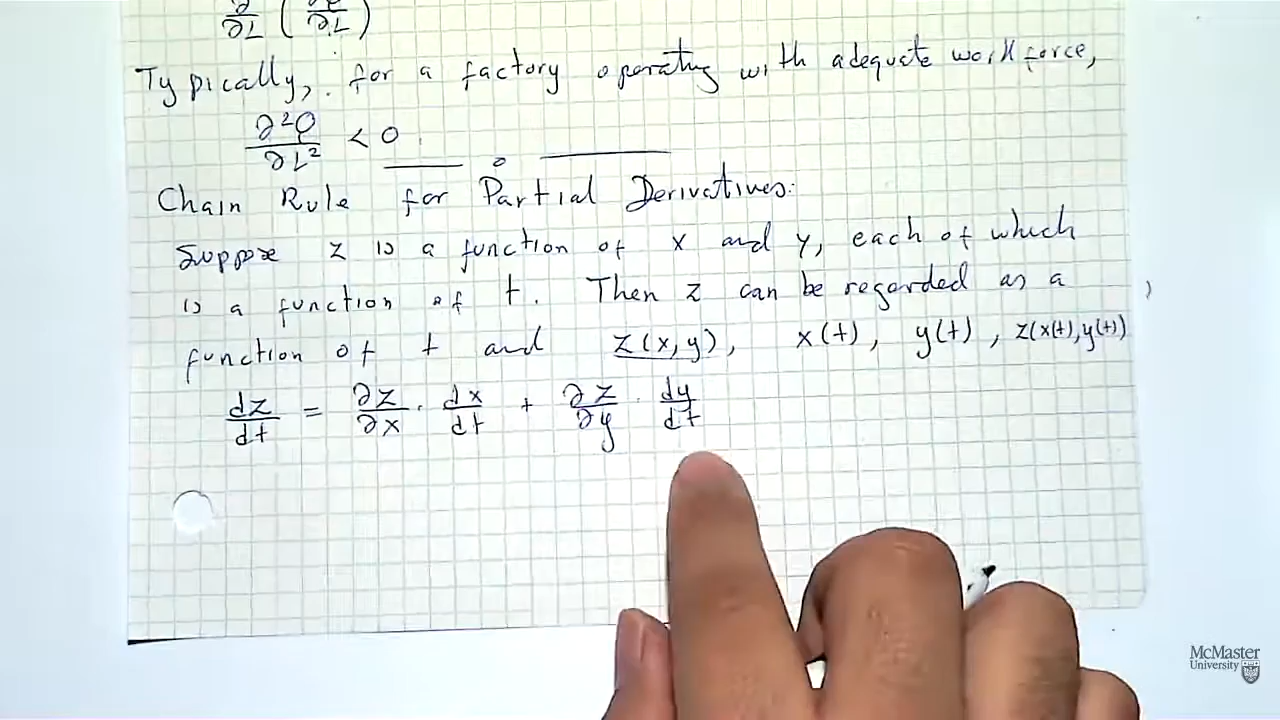 ∂/∂L (∂Q/∂L)
Typically, for a factory operating with adequate workforce,
∂²Q/∂L² < 0.
Chain Rule for Partial Derivatives:
Suppose z is a function of x and y, each of which
is a function of t. Then z can be regarded as a
function of t and z(x,y), x(t), y(t), z(x(t),y(t))
dz/dt = ∂z/∂x · dx/dt + ∂z/∂y · dy/dt
McMaster
University